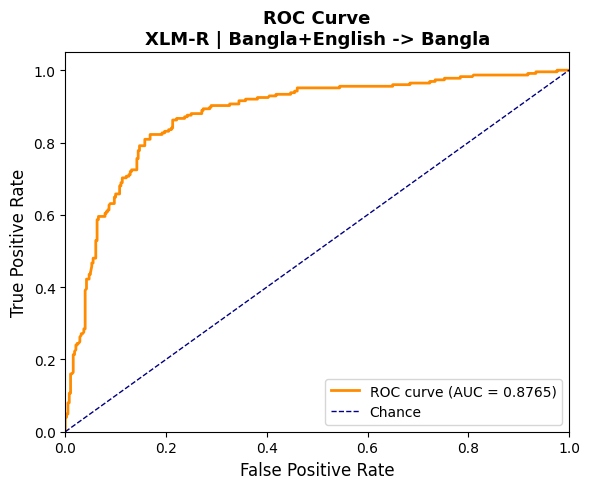 ROC Curve
XLM-R | Bangla+English -> Bangla
True Positive Rate
1.0
0.8
0.6
0.4
0.2
0.0
0.0 0.2 0.4 0.6 0.8 1.0
False Positive Rate
ROC curve (AUC = 0.8765)
Chance